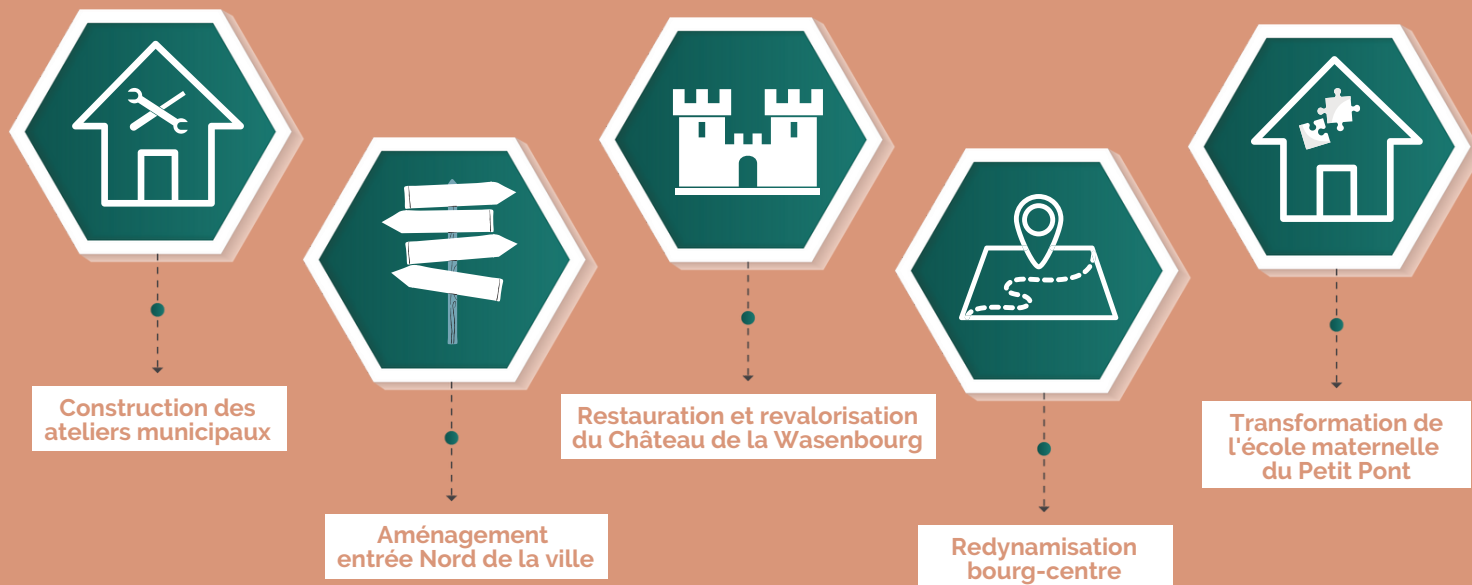 Construction des
ateliers municipaux
Aménagement
entrée Nord de la ville
Restauration et revalorisation
du Château de la Wasenbourg
Redynamisation
bourg-centre
Transformation de
l'école maternelle
du Petit Pont